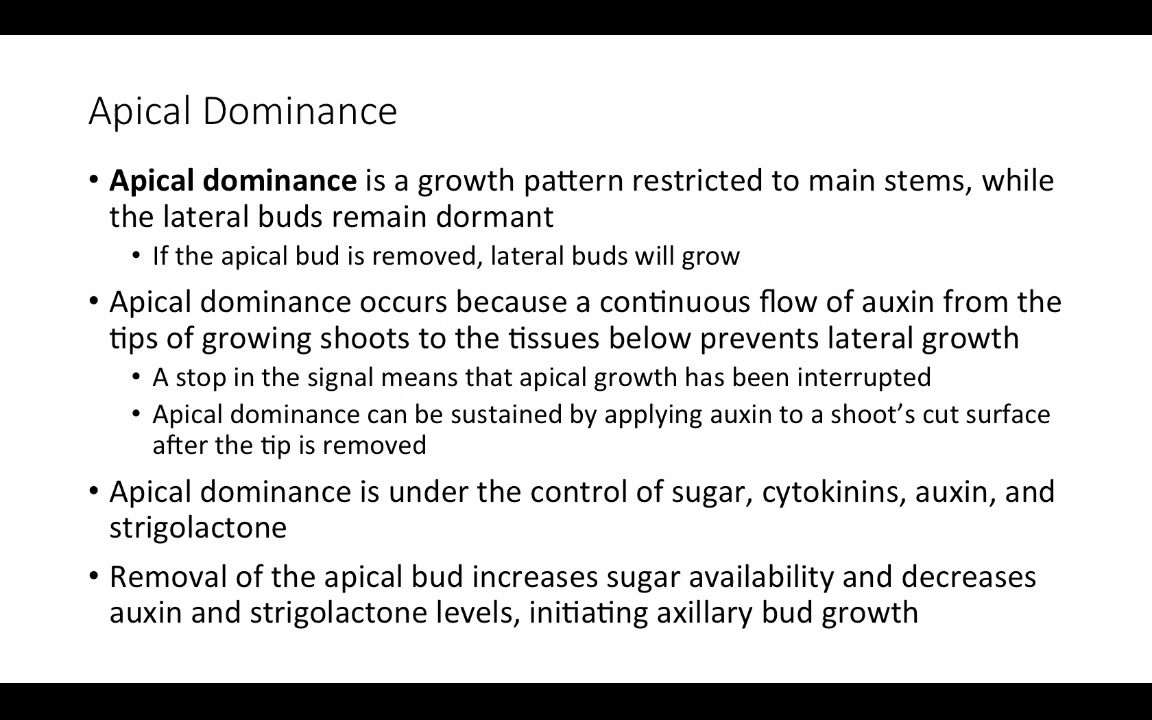 Apical Dominance
• Apical dominance is a growth pattern restricted to main stems, while
the lateral buds remain dormant
• If the apical bud is removed, lateral buds will grow
• Apical dominance occurs because a continuous flow of auxin from the
tips of growing shoots to the tissues below prevents lateral growth
• A stop in the signal means that apical growth has been interrupted
• Apical dominance can be sustained by applying auxin to a shoot’s cut surface
after the tip is removed
• Apical dominance is under the control of sugar, cytokinins, auxin, and
strigolactone
• Removal of the apical bud increases sugar availability and decreases
auxin and strigolactone levels, initiating axillary bud growth